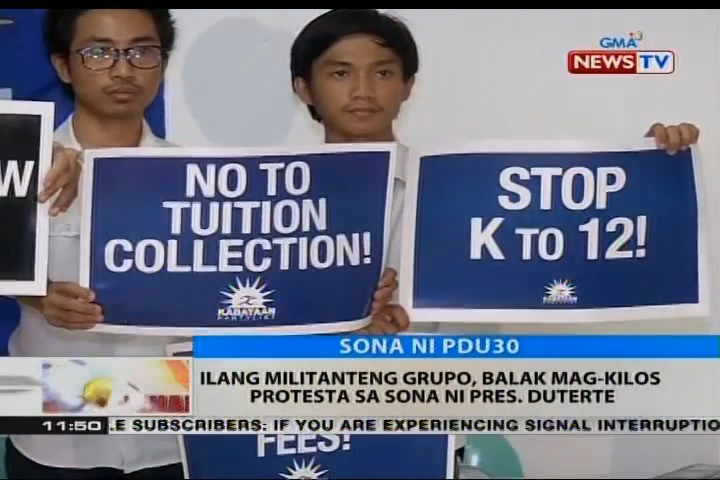 GMA
NEWS TV
W
NO TO
TUITION
COLLECTION!
KABATAAN
PARTYLIST
STOP
K TO 12!
KABATAAN
SONA NI PDU30
ILANG MILITANTENG GRUPO, BALAK MAG-KILOS
PROTESTA SA SONA NI PRES. DUTERTE
11:50
.E SUBSCRIBERS: IF YOU ARE EXPERIENCING SIGNAL INTERRUPTIO
FEES!